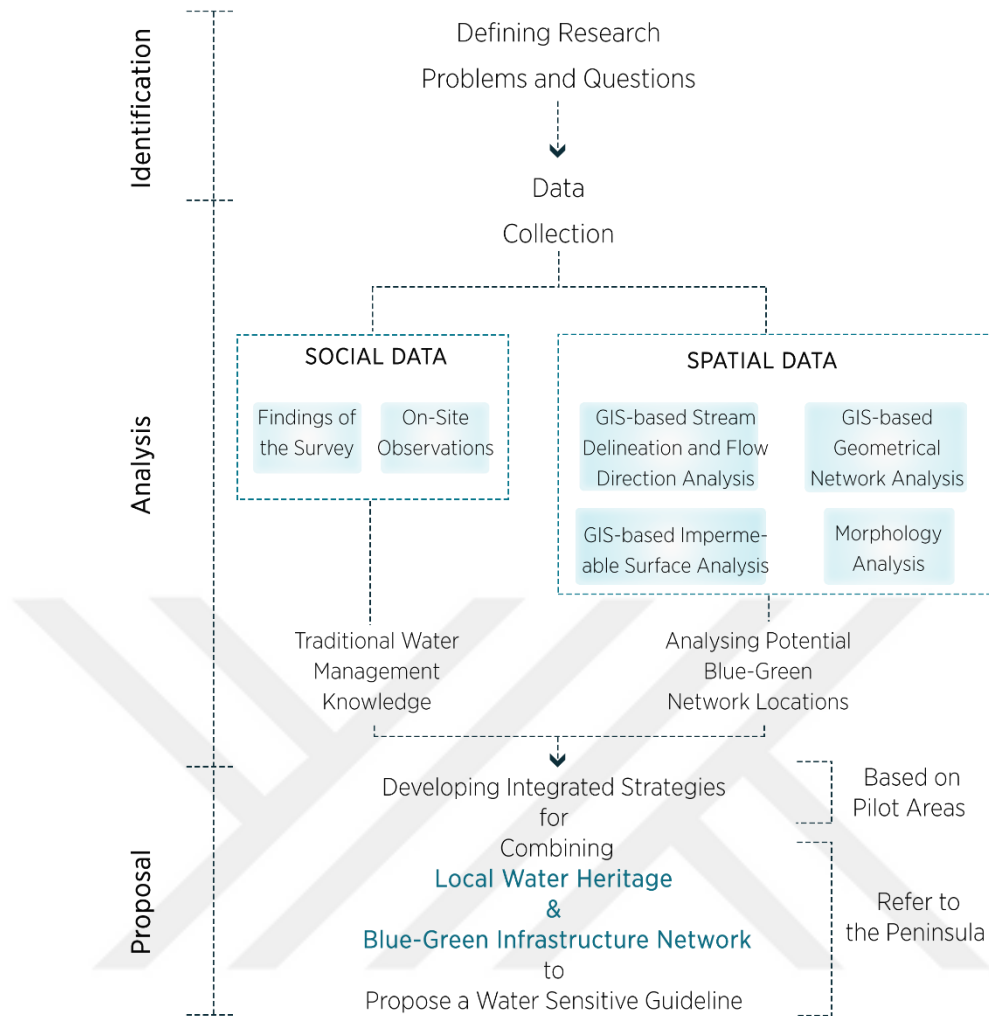 Identification
Defining Research
Problems and Questions
Data
Collection
Analysis
SOCIAL DATA
Findings of
the Survey
On-Site
Observations
SPATIAL DATA
GIS-based Stream
Delineation and Flow
Direction Analysis
GIS-based
Geometrical
Network Analysis
GIS-based Imperme-
able Surface Analysis
Morphology
Analysis
Traditional Water
Management
Knowledge
Analysing Potential
Blue-Green
Network Locations
Proposal
Developing Integrated Strategies
for
Combining
Local Water Heritage
&
Blue-Green Infrastructure Network
to
Propose a Water Sensitive Guideline
Based on
Pilot Areas
Refer to
the Peninsula